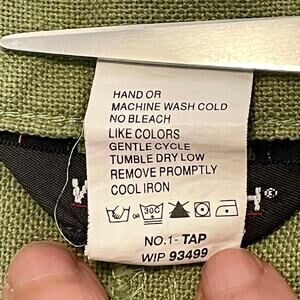 HAND OR
MACHINE WASH COLD
NO BLEACH
LIKE COLORS
GENTLE CYCLE
TUMBLE DRY LOW
REMOVE PROMPTLY
COOL IRON
30C
NO.1- TAP
WIP 93499